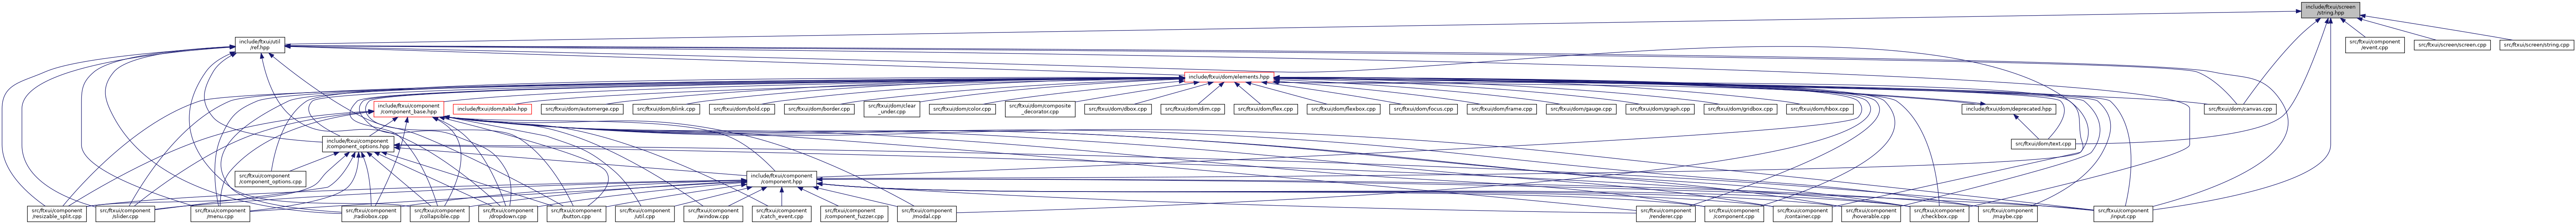 include/ftxui/screen
/string.hpp
include/ftxui/util
/ref.hpp
src/ftxui/component
/event.cpp
src/ftxui/screen/screen.cpp
src/ftxui/screen/string.cpp
include/ftxui/dom/elements.hpp
include/ftxui/component
/component_base.hpp
include/ftxui/dom/table.hpp
src/ftxui/dom/automerge.cpp
src/ftxui/dom/blink.cpp
src/ftxui/dom/bold.cpp
src/ftxui/dom/border.cpp
src/ftxui/dom/clear
_under.cpp
src/ftxui/dom/color.cpp
src/ftxui/dom/composite
_decorator.cpp
src/ftxui/dom/dbox.cpp
src/ftxui/dom/dim.cpp
src/ftxui/dom/flex.cpp
src/ftxui/dom/flexbox.cpp
src/ftxui/dom/focus.cpp
src/ftxui/dom/frame.cpp
src/ftxui/dom/gauge.cpp
src/ftxui/dom/graph.cpp
src/ftxui/dom/gridbox.cpp
src/ftxui/dom/hbox.cpp
include/ftxui/dom/deprecated.hpp
src/ftxui/dom/canvas.cpp
include/ftxui/component
/component_options.hpp
src/ftxui/dom/text.cpp
src/ftxui/component
/component_options.cpp
include/ftxui/component
/component.hpp
src/ftxui/component
/resizable_split.cpp
src/ftxui/component
/slider.cpp
src/ftxui/component
/menu.cpp
src/ftxui/component
/radiobox.cpp
src/ftxui/component
/collapsible.cpp
src/ftxui/component
/dropdown.cpp
src/ftxui/component
/button.cpp
src/ftxui/component
/util.cpp
src/ftxui/component
/window.cpp
src/ftxui/component
/catch_event.cpp
src/ftxui/component
/component_fuzzer.cpp
src/ftxui/component
/modal.cpp
src/ftxui/component
/renderer.cpp
src/ftxui/component
/component.cpp
src/ftxui/component
/container.cpp
src/ftxui/component
/hoverable.cpp
src/ftxui/component
/checkbox.cpp
src/ftxui/component
/maybe.cpp
src/ftxui/component
/input.cpp